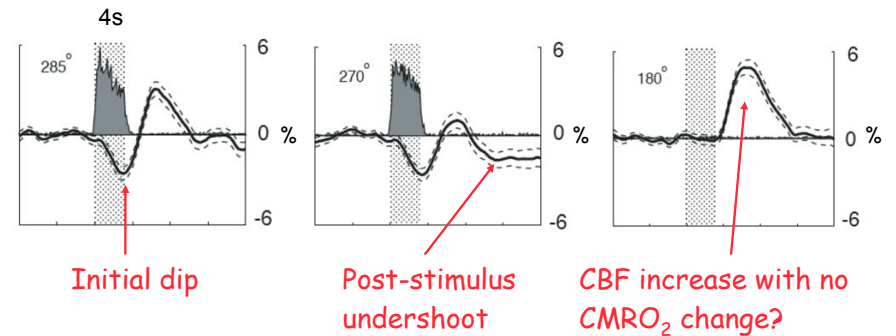 4s
285°
6
0 %
-6
270°
6
0 %
-6
180°
6
0 %
-6
Initial dip
Post-stimulus
undershoot
CBF increase with no
CMRO₂ change?